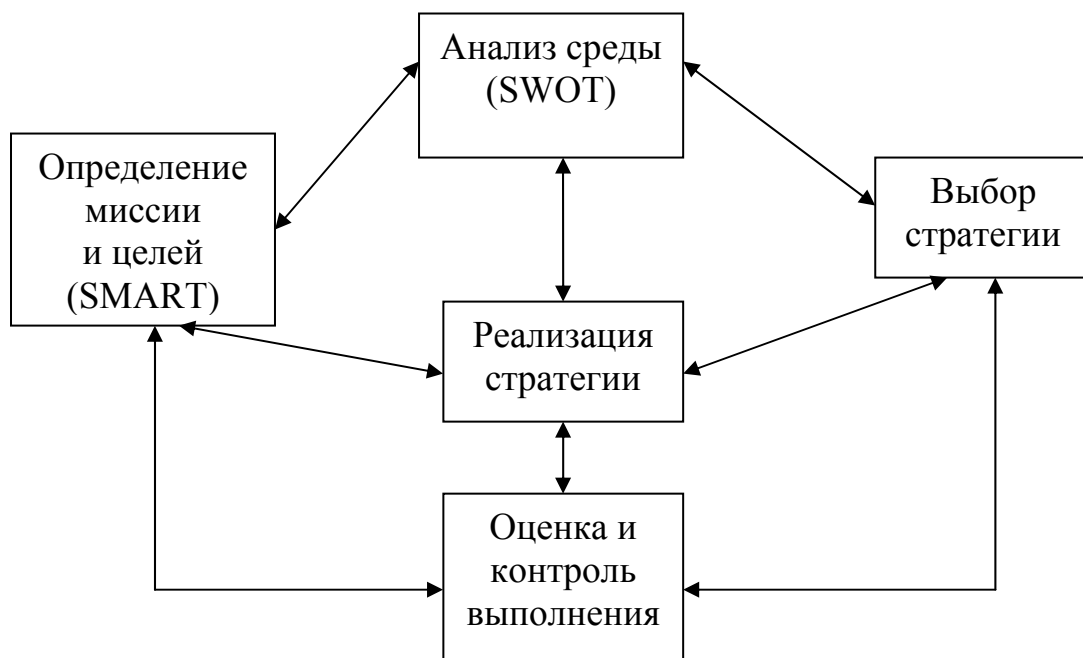 Анализ среды
(SWOT)
Определение
миссии
и целей
(SMART)
Выбор
стратегии
Реализация
стратегии
Оценка и
контроль
выполнения